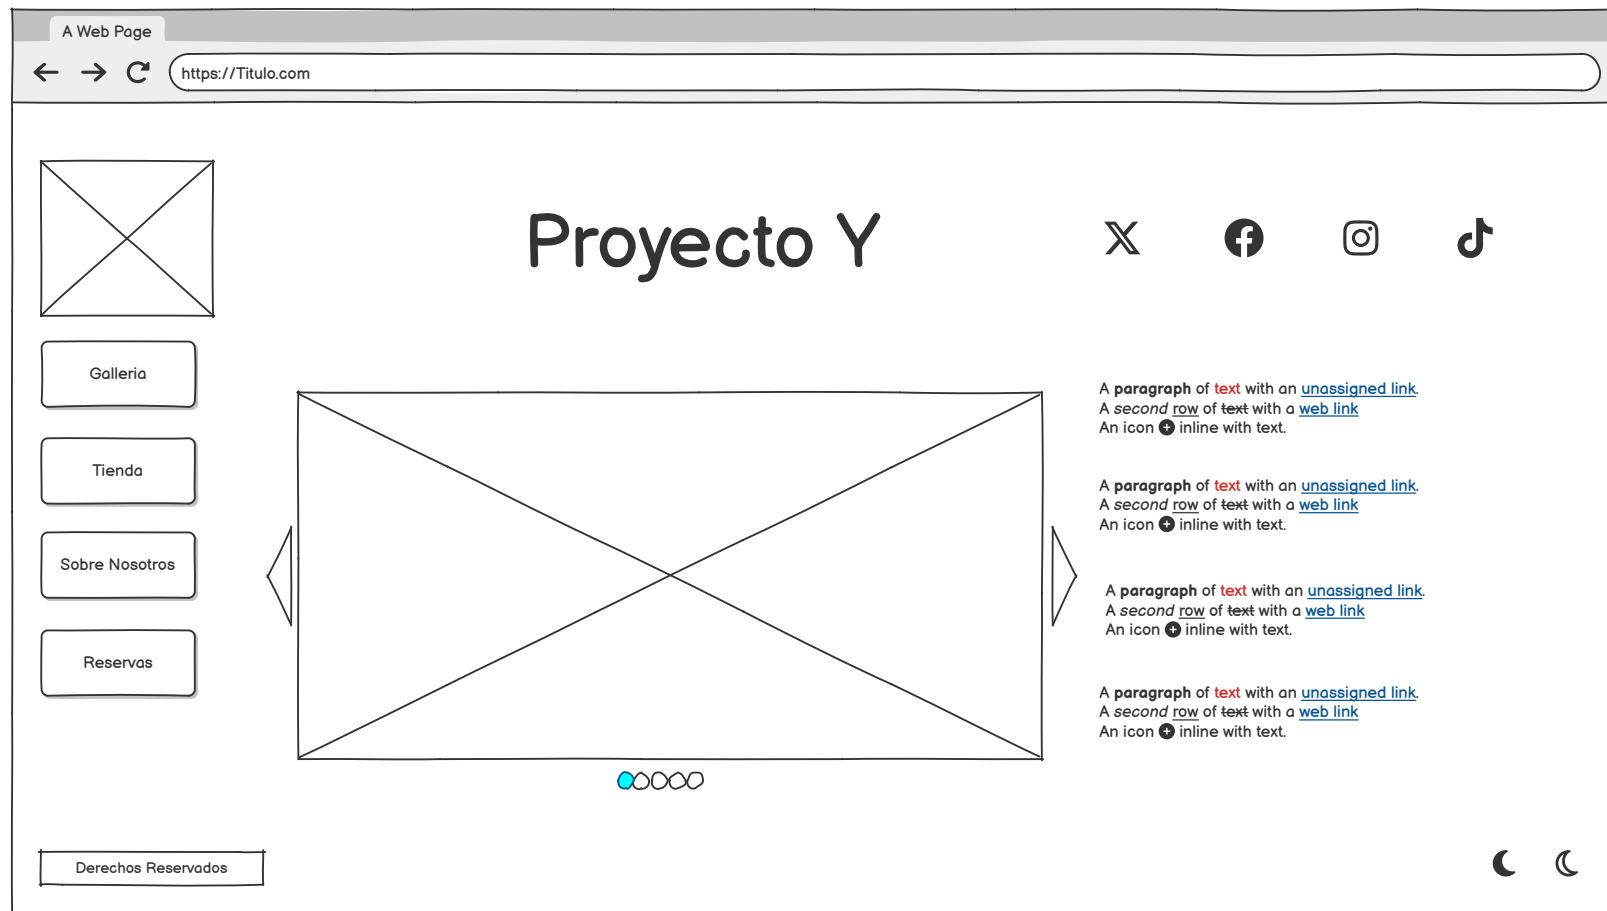 A Web Page
https://Titulo.com
Proyecto Y
Galleria
Tienda
Sobre Nosotros
Reservas
A paragraph of text with an unassigned link.
A second row of text with a web link
An icon inline with text.
A paragraph of text with an unassigned link.
A second row of text with a web link
An icon inline with text.
A paragraph of text with an unassigned link.
A second row of text with a web link
An icon inline with text.
A paragraph of text with an unassigned link.
A second row of text with a web link
An icon inline with text.
Derechos Reservados